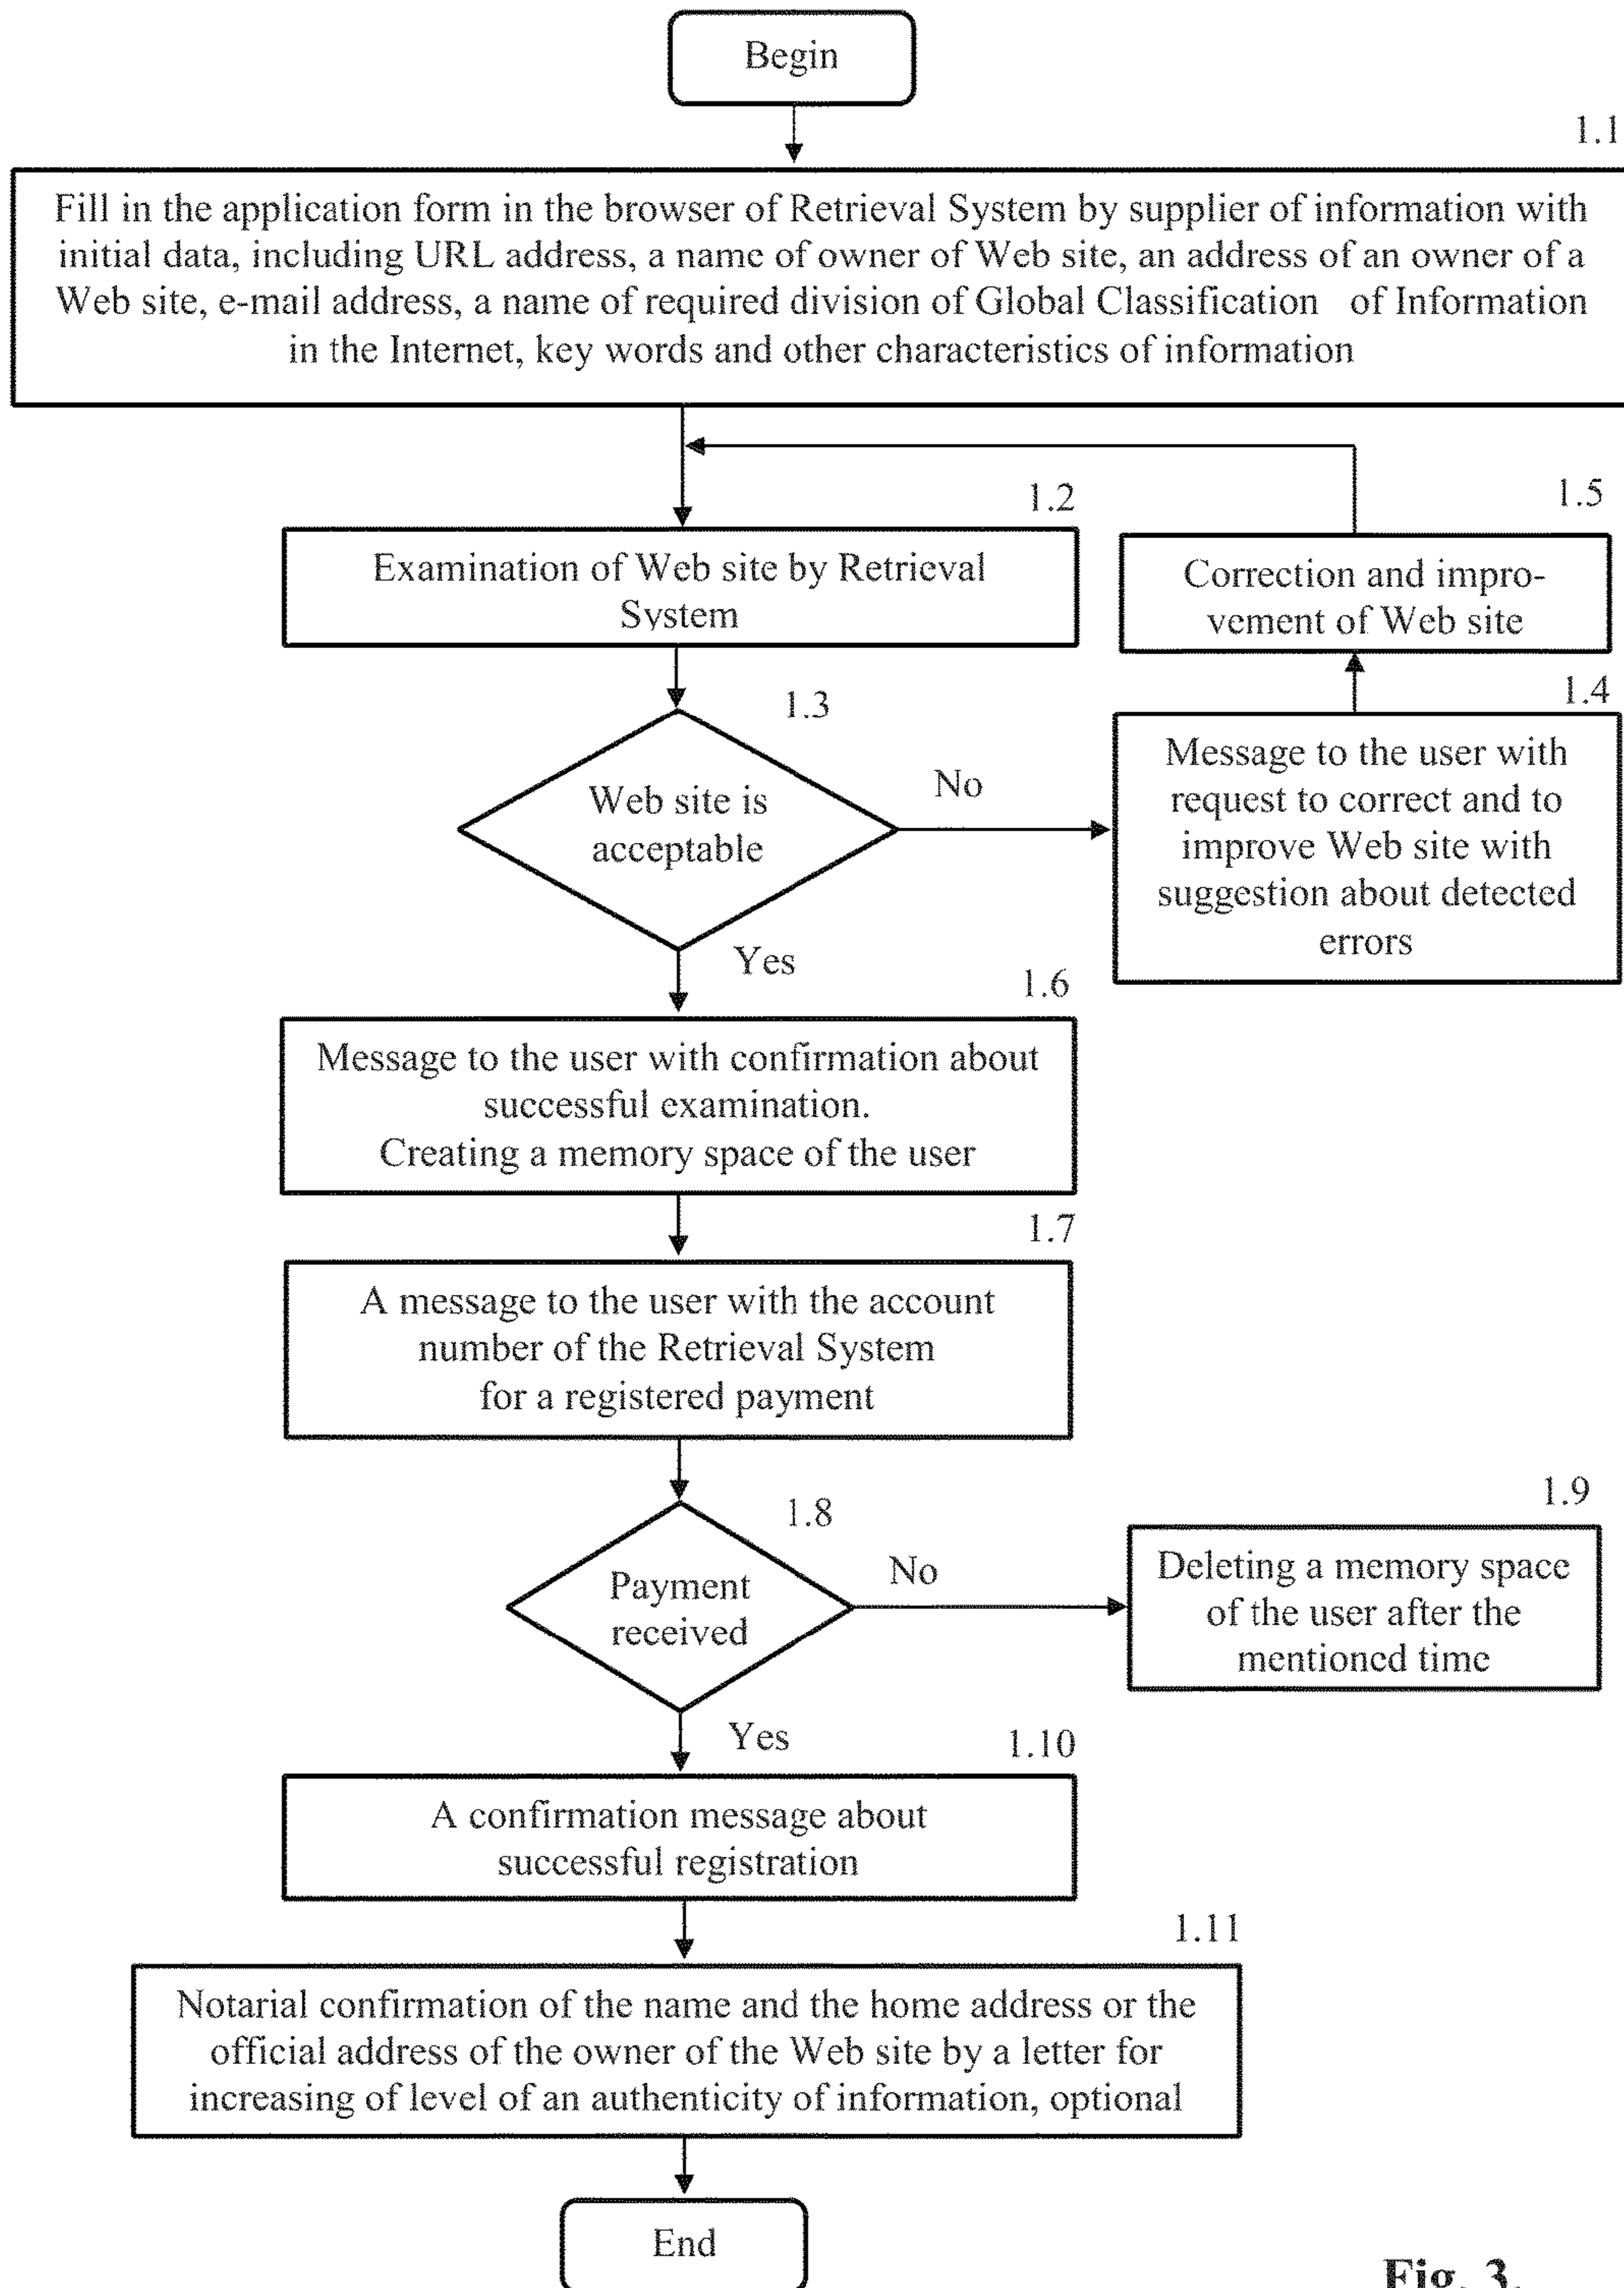 Begin
1.1
Fill in the application form in the browser of Retrieval System by supplier of information with
initial data, including URL address, a name of owner of Web site, an address of an owner of a
Web site, e-mail address, a name of required division of Global Classification of Information
in the Internet, key words and other characteristics of information
1.2
Examination of Web site by Retrieval
System
1.5
Correction and impro-
vement of Web site
1.3
Web site is
acceptable
No
1.4
Message to the user with
request to correct and to
improve Web site with
suggestion about detected
errors
Yes
1.6
Message to the user with confirmation about
successful examination.
Creating a memory space of the user
1.7
A message to the user with the account
number of the Retrieval System
for a registered payment
1.8
Payment
received
No
1.9
Deleting a memory space
of the user after the
mentioned time
Yes
1.10
A confirmation message about
successful registration
1.11
Notarial confirmation of the name and the home address or the
official address of the owner of the Web site by a letter for
increasing of level of an authenticity of information, optional
End
Fig. 3.